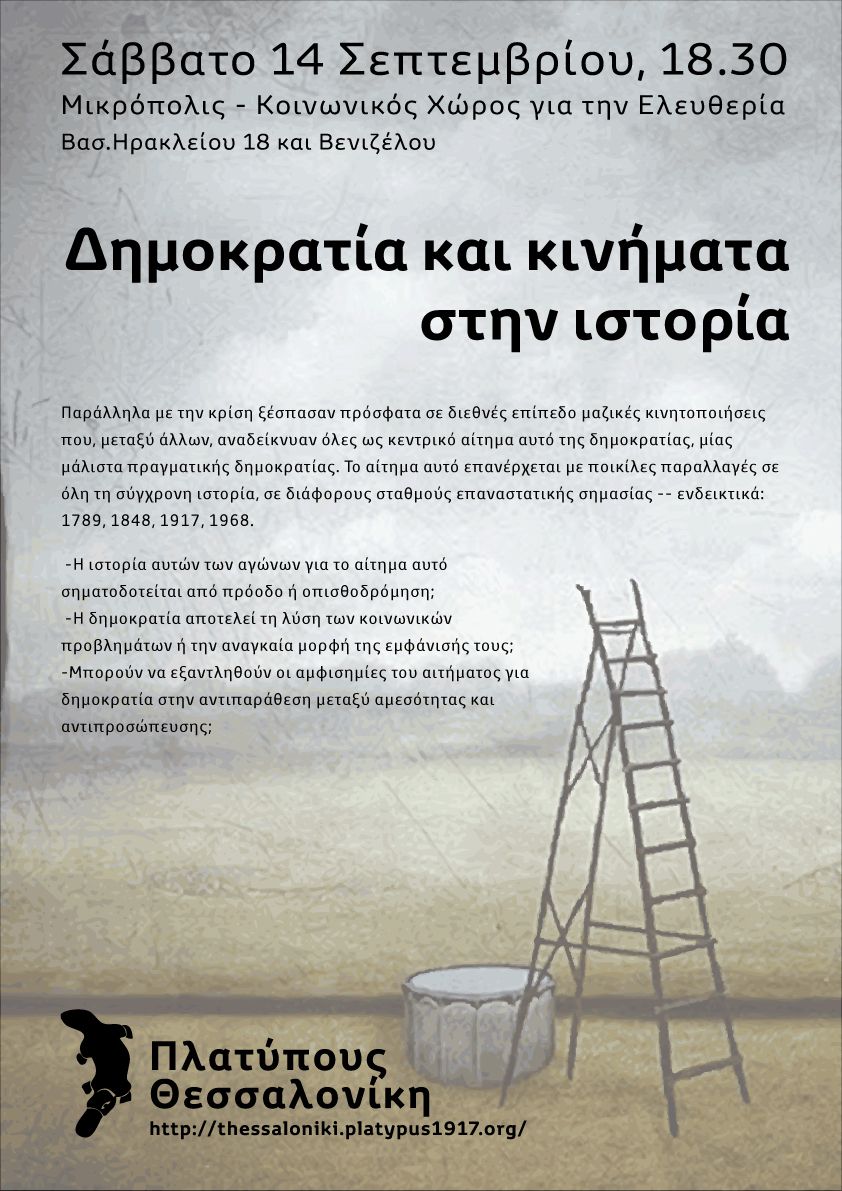 Σάββατο 14 Σεπτεμβρίου, 18.30
Μικρόπολις - Κοινωνικός Χώρος για την Ελευθερία
Βασ.Ηρακλείου 18 και Βενιζέλου
Δημοκρατία και κινήματα
στην ιστορία
Παράλληλα με την κρίση ξέσπασαν πρόσφατα σε διεθνές επίπεδο μαζικές κινητοποιήσεις
που, μεταξύ άλλων, αναδείκνυαν όλες ως κεντρικό αίτημα αυτό της δημοκρατίας, μίας
μάλιστα πραγματικής δημοκρατίας. Το αίτημα αυτό επανέρχεται με ποικίλες παραλλαγές σε
όλη τη σύγχρονη ιστορία, σε διάφορους σταθμούς επαναστατικής σημασίας -- ενδεικτικά:
1789, 1848, 1917, 1968.
-Η ιστορία αυτών των αγώνων για το αίτημα αυτό
σηματοδοτείται από πρόοδο ή οπισθοδρόμηση;
-Η δημοκρατία αποτελεί τη λύση των κοινωνικών
προβλημάτων ή την αναγκαία μορφή της εμφάνισής τους;
-Μπορούν να εξαντληθούν οι αμφισημίες του αιτήματος για
δημοκρατία στην αντιπαράθεση μεταξύ αμεσότητας και
αντιπροσώπευσης;
Πλατύπους
Θεσσαλονίκη
http://thessaloniki.platypus1917.org/